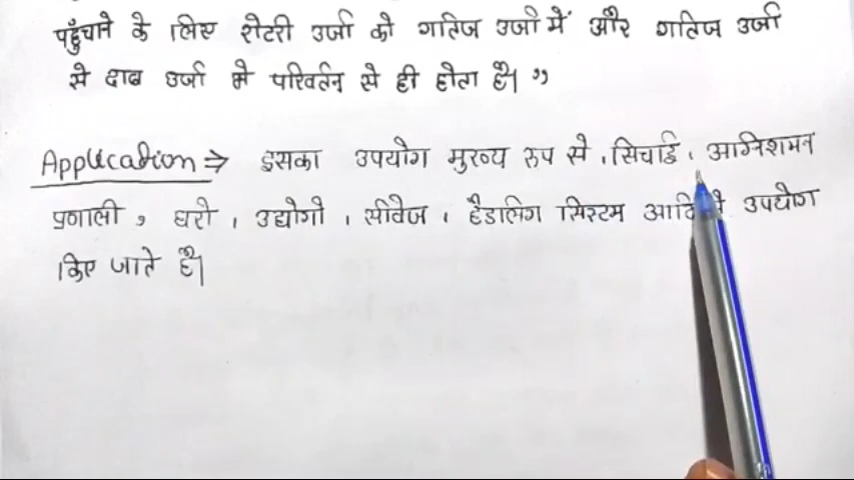 पहुँचाने के लिए रोटरी उर्जा को गतिज उर्जा में और गतिज उर्जा
से दाब उर्जा मे परिवर्तन से ही होता है। ”
Application ⇒ इसका उपयोग मुख्य रुप से , सिचाई , अग्निशमन
प्रणाली , घरो , उद्योगो , सीवेज , हैडालिग सिस्टम आदि मे उपयोग
किए जाते है।